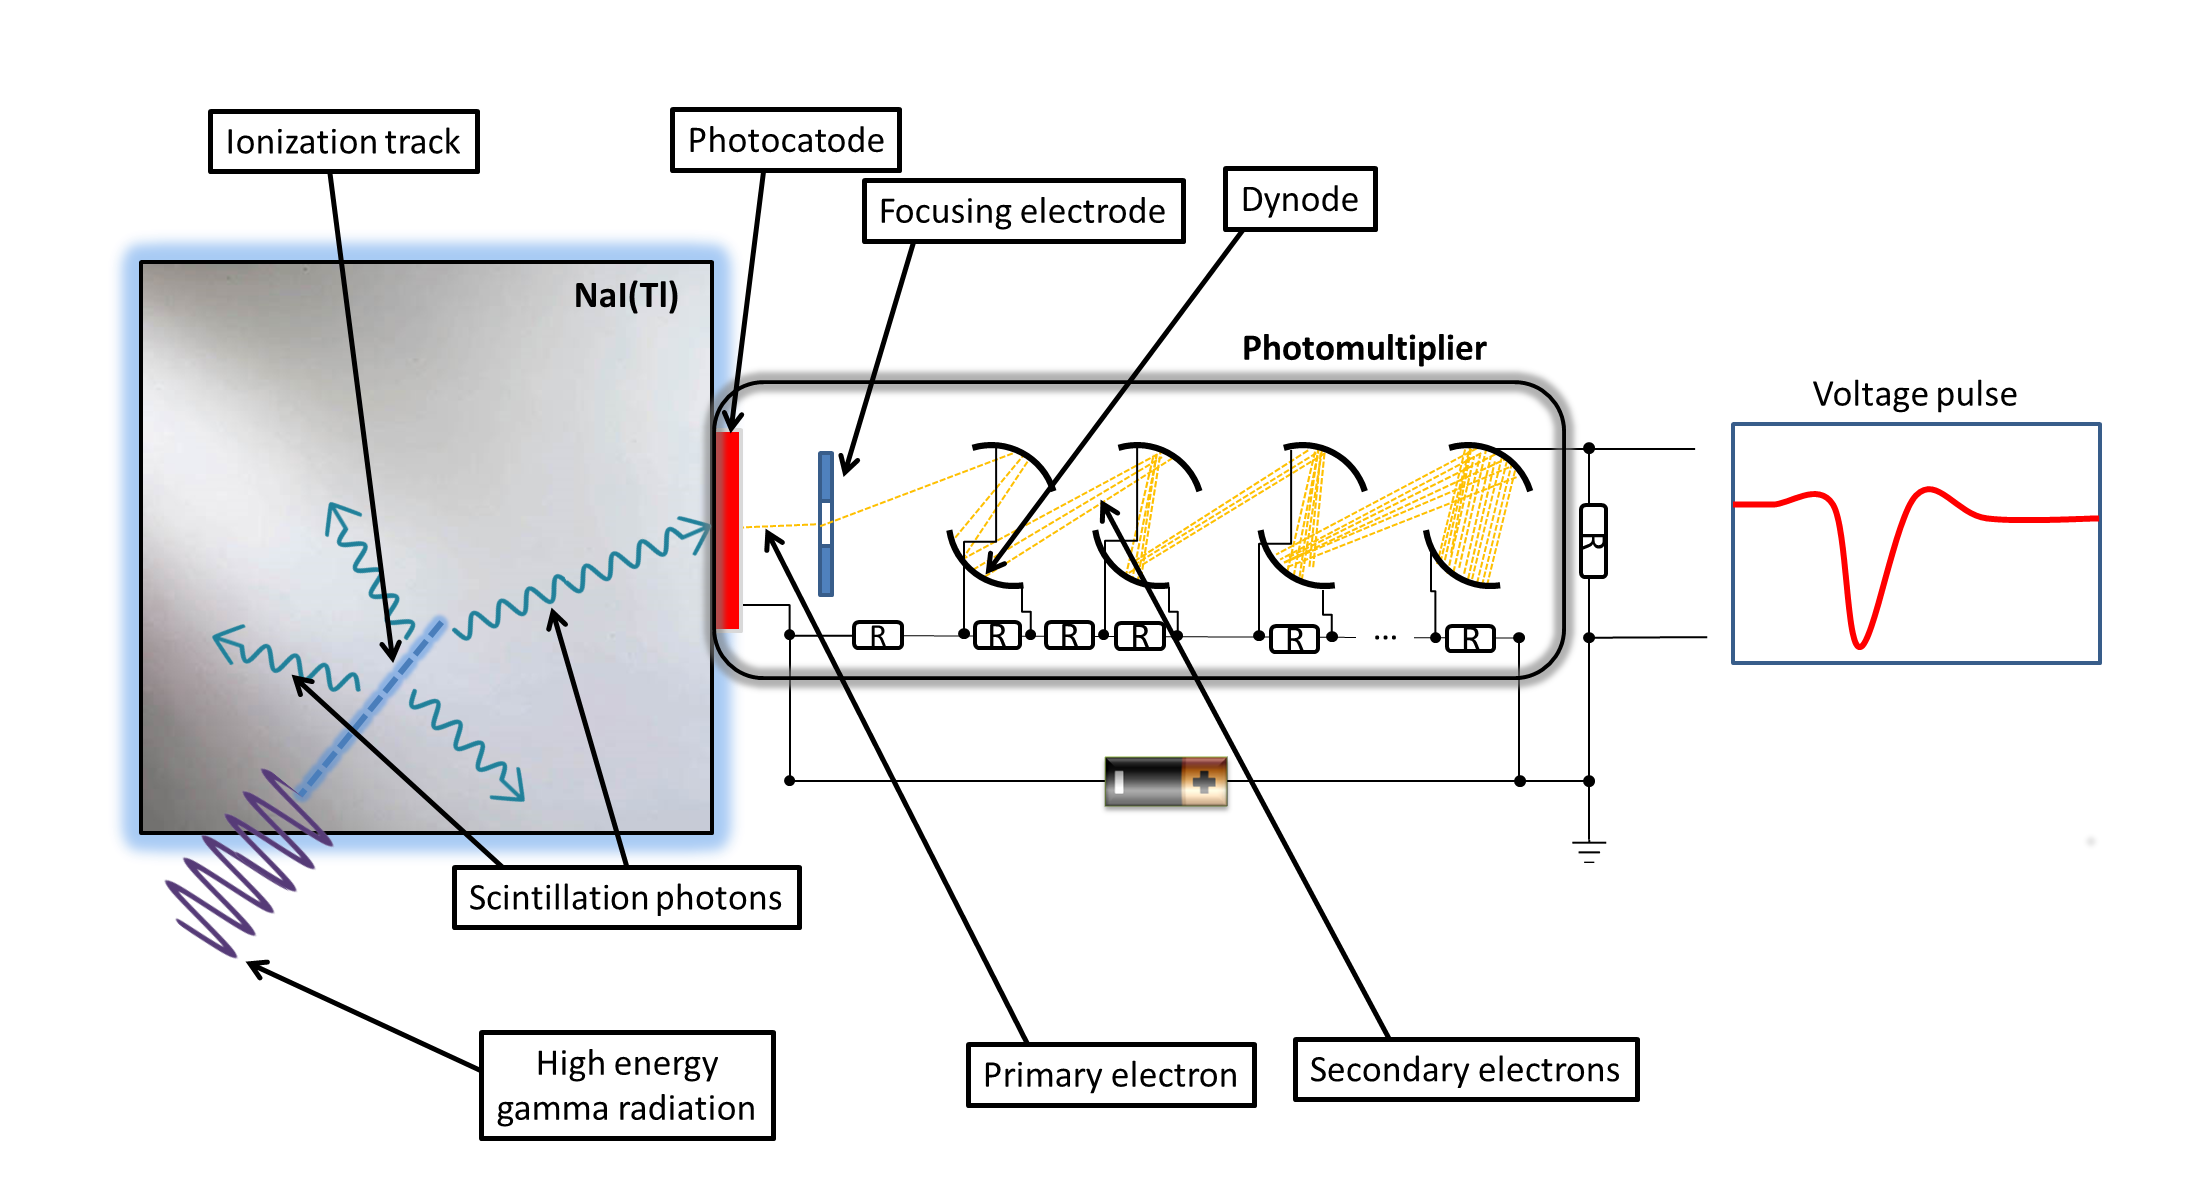 Ionization track
Photocatode
Focusing electrode
Dynode
NaI(Tl)
Photomultiplier
Voltage pulse
R
R
R
R
R
R
...
R
Scintillation photons
High energy
gamma radiation
Primary electron
Secondary electrons